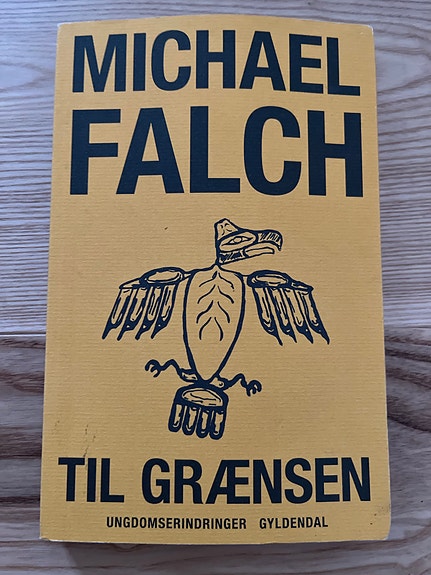 MICHAEL
FALCH
TIL GRÆNSEN
UNGDOMSERINDRINGER GYLDENDAL